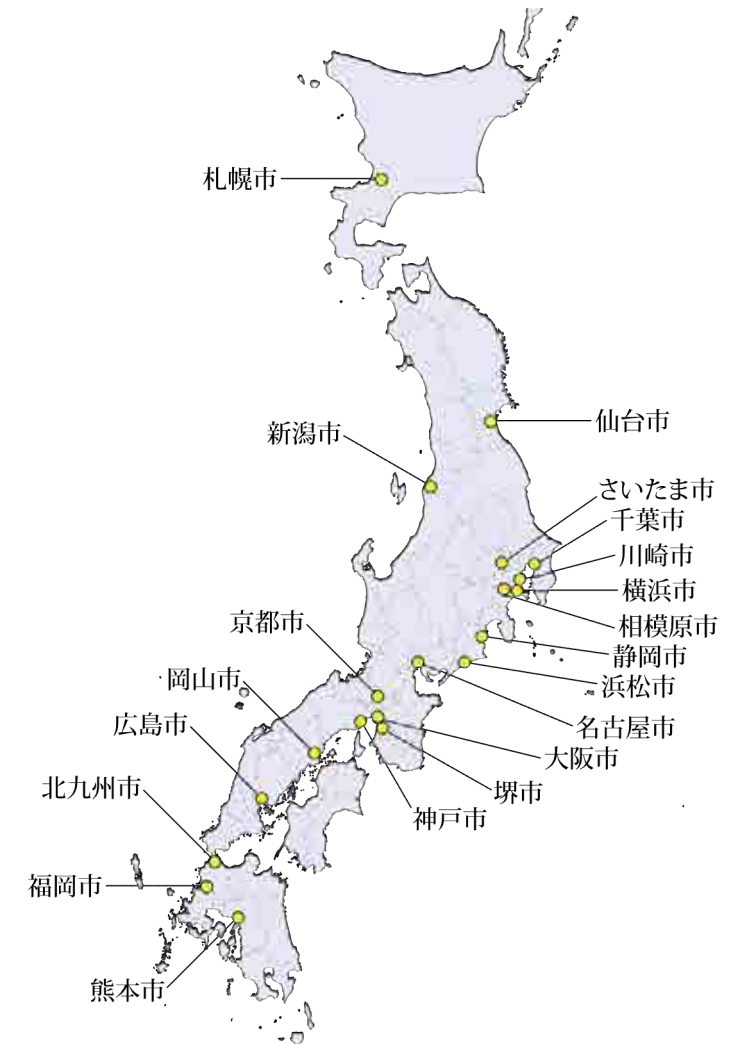 札幌市
仙台市
新潟市
さいたま市
千葉市
川崎市
横浜市
相模原市
静岡市
浜松市
名古屋市
大阪市
堺市
神戸市
京都市
岡山市
広島市
北九州市
福岡市
熊本市